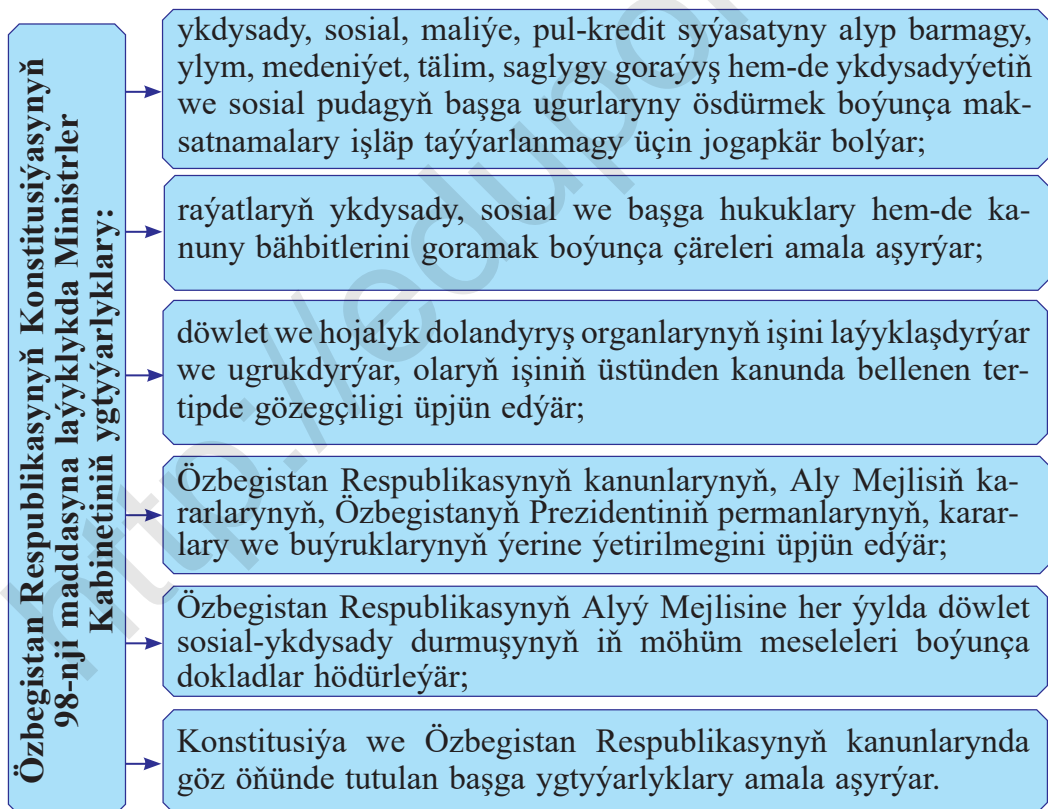 Özbegistan Respublikasynyň Konstitusiýasynyň
98-nji maddasyna laýyklykda Ministrler
Kabinetiniň ygtyýarlyklary:
ykdysady, sosial, maliýe, pul-kredit syýasatyny alyp barmagy,
ylym, medeniýet, tälim, saglygy goraýyş hem-de ykdysadyýetiň
we sosial pudagyň başga ugurlaryny ösdürmek boýunça mak-
satnamalary işläp taýýarlanmagy üçin jogapkär bolýar;
raýatlaryň ykdysady, sosial we başga hukuklary hem-de ka-
nuny bähbitlerini goramak boýunça çäreleri amala aşyrýar;
döwlet we hojalyk dolandyryş organlarynyň işini laýyklaşdyrýar
we ugrukdyrýar, olaryň işiniň üstünden kanunda bellenen ter-
tipde gözegçiligi üpjün edýär;
Özbegistan Respublikasynyň kanunlarynyň, Aly Mejlisiň ka-
rarlarynyň, Özbegistanyň Prezidentiniň permanlarynyň, karar-
lary we buýruklarynyň ýerine ýetirilmegini üpjün edýär;
Özbegistan Respublikasynyň Alyý Mejlisine her ýylda döwlet
sosial-ykdysady durmuşynyň iň möhüm meseleleri boýunça
dokladlar hödürleýär;
Konstitusiýa we Özbegistan Respublikasynyň kanunlarynda
göz öňünde tutulan başga ygtyýarlyklary amala aşyrýar.
http://edupo